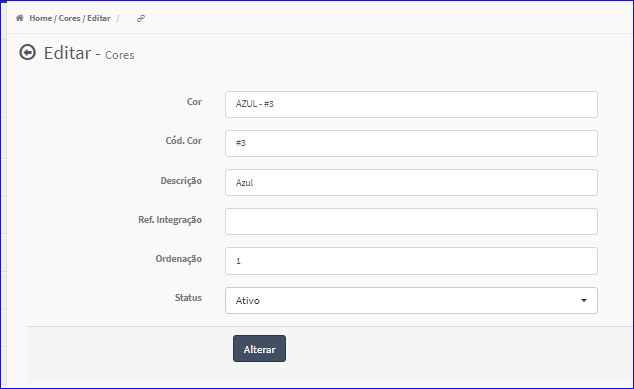 Home / Cores / Editar /
Editar - Cores
Cor AZUL - #3
Cód. Cor #3
Descrição Azul
Ref. Integração
Ordenação 1
Status Ativo
Alterar